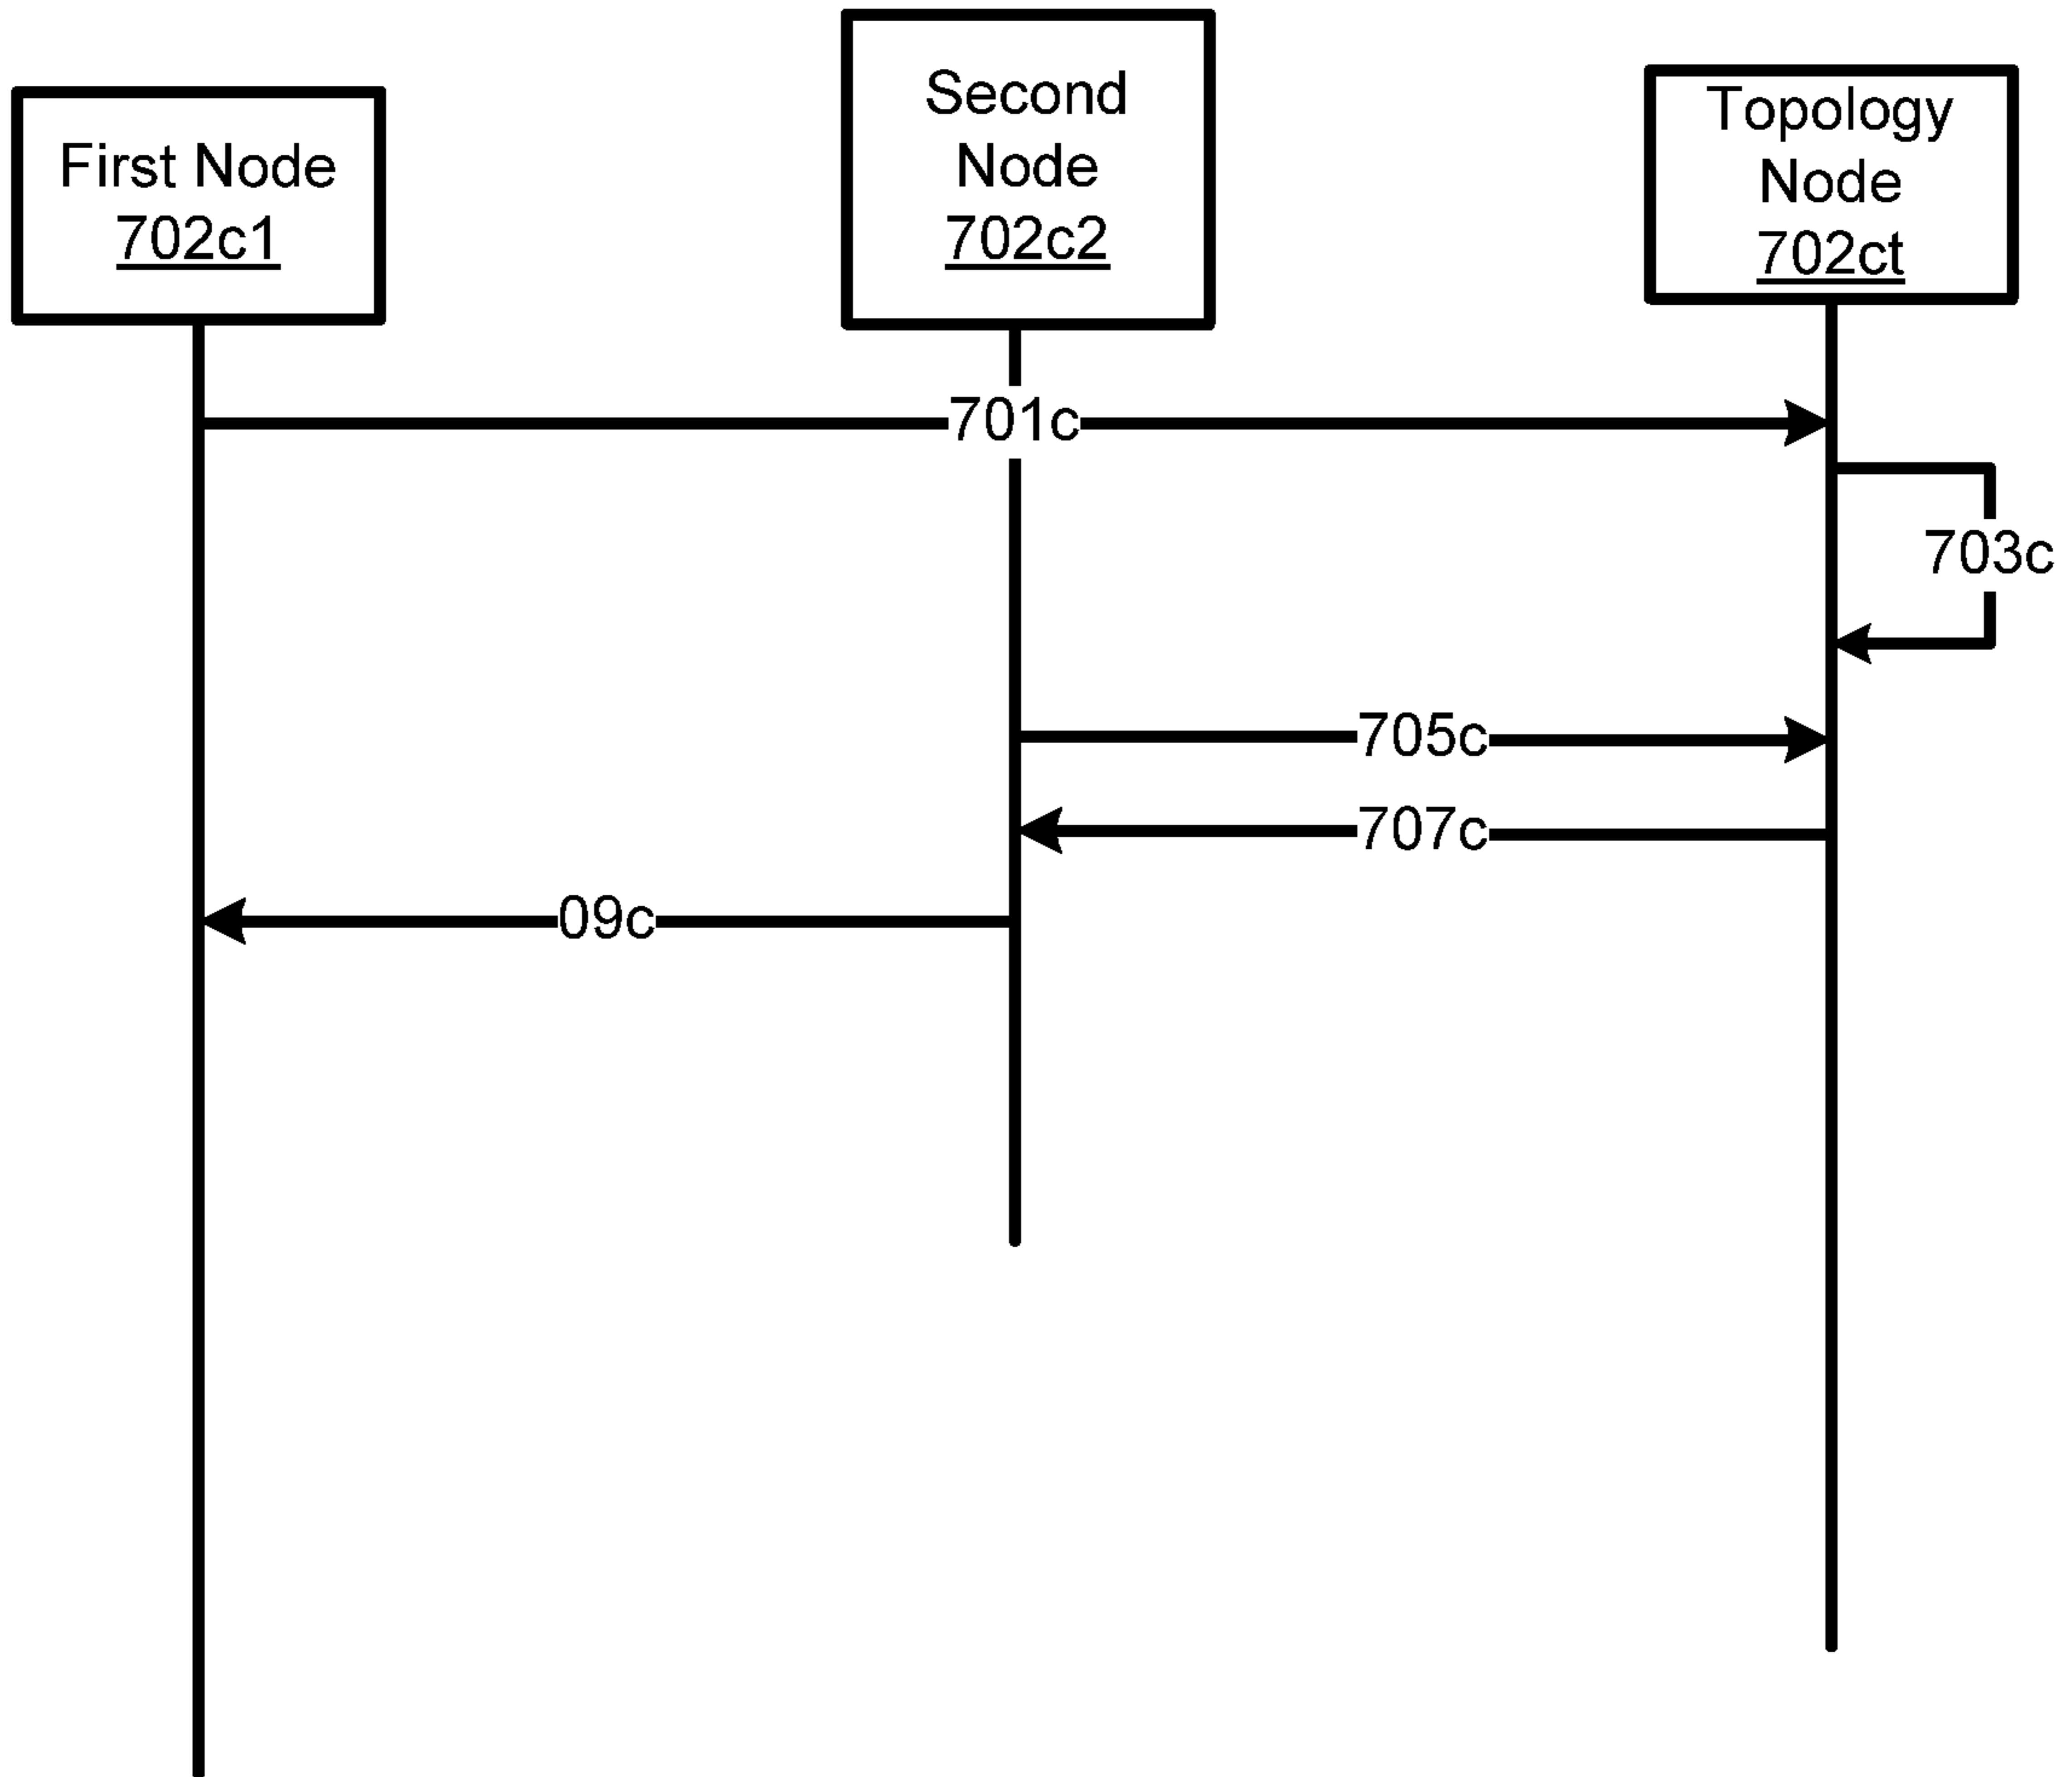 First Node
702c1
Second
Node
702c2
Topology
Node
702ct
701c
703c
705c
707c
09c